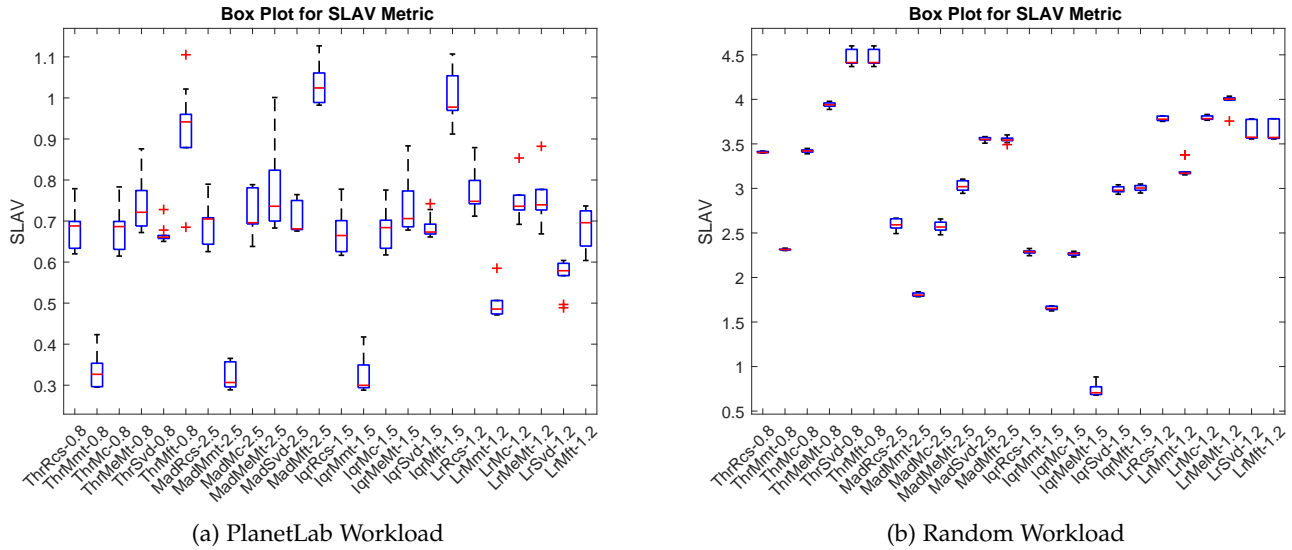 Box Plot for SLAV Metric
SLAV
1.1
1
0.9
0.8
0.7
0.6
0.5
0.4
0.3
ThrRcs-0.8
ThrMmt-0.8
ThrMc-0.8
ThrMeMt-0.8
ThrSvd-0.8
ThrMft-0.8
MadRcs-2.5
MadMmt-2.5
MadMc-2.5
MadMeMt-2.5
MadSvd-2.5
MadMft-2.5
IqrRcs-1.5
IqrMmt-1.5
IqrMc-1.5
IqrMeMt-1.5
IqrSvd-1.5
IqrMft-1.5
LrRcs-1.2
LrMmt-1.2
LrMc-1.2
LrMeMt-1.2
LrSvd-1.2
LrMft-1.2
(a) PlanetLab Workload
Box Plot for SLAV Metric
SLAV
4.5
4
3.5
3
2.5
2
1.5
1
0.5
ThrRcs-0.8
ThrMmt-0.8
ThrMc-0.8
ThrMeMt-0.8
ThrSvd-0.8
ThrMft-0.8
MadRcs-2.5
MadMmt-2.5
MadMc-2.5
MadMeMt-2.5
MadSvd-2.5
MadMft-2.5
IqrRcs-1.5
IqrMmt-1.5
IqrMc-1.5
IqrMeMt-1.5
IqrSvd-1.5
IqrMft-1.5
LrRcs-1.2
LrMmt-1.2
LrMc-1.2
LrMeMt-1.2
LrSvd-1.2
LrMft-1.2
(b) Random Workload